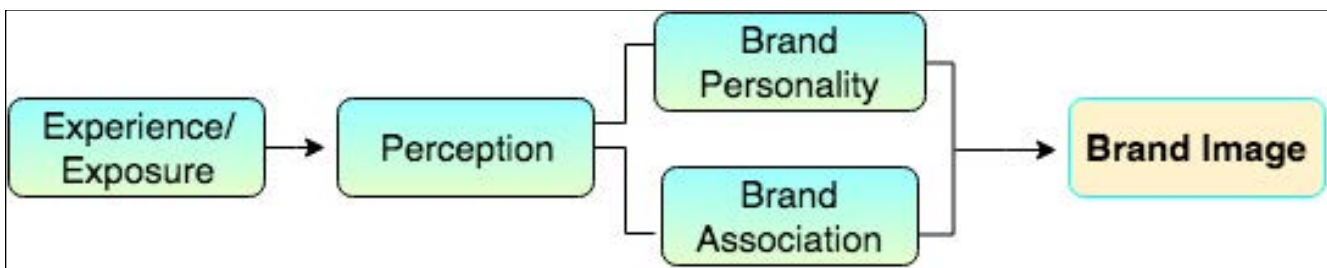 Experience/
Exposure
Perception
Brand
Personality
Brand
Association
Brand Image